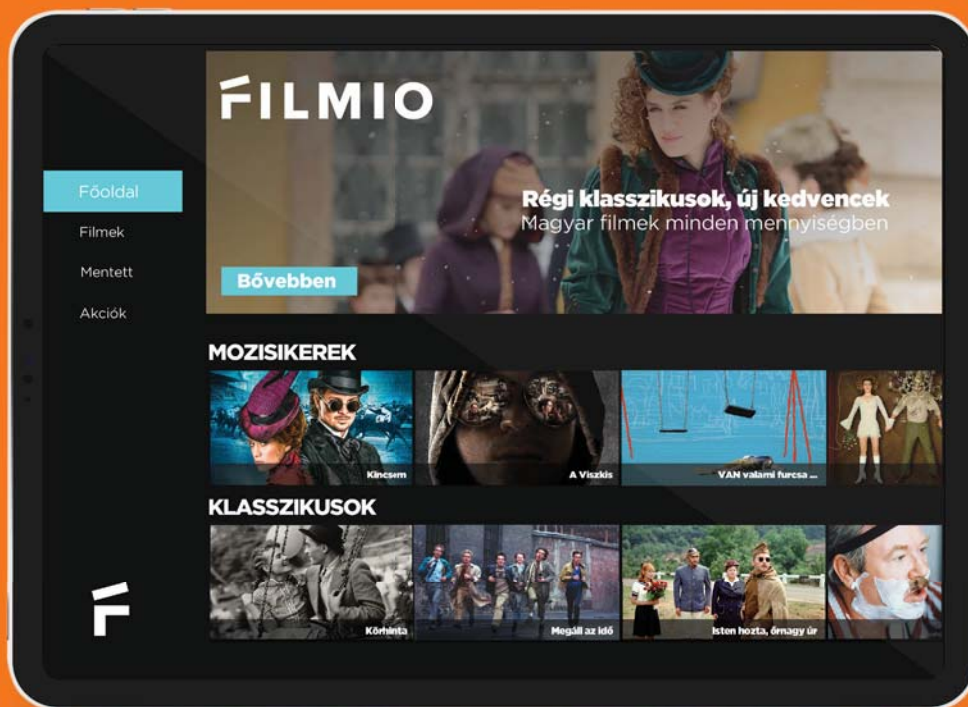 FILMIO
Régi klasszikusok, új kedvencek
Magyar filmek minden mennyiségben
Bővebben
Főoldal
Filmek
Mentett
Akciók
MOZISIKEREK
Kincsem
A Viszkis
VAN valami furcsa ...
KLASSZIKUSOK
Körhinta
Megáll az idő
Isten hozta, őrnagy úr
F